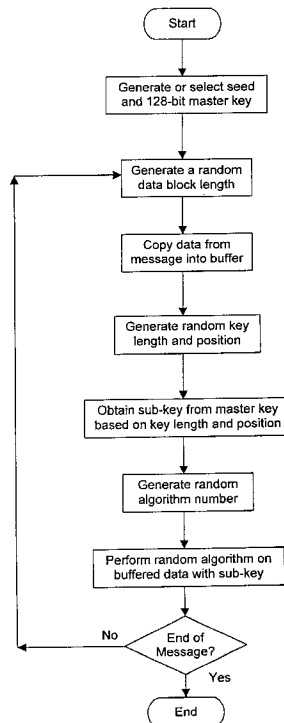 Start
Generate or select seed
and 128-bit master key
Generate a random
data block length
Copy data from
message into buffer
Generate random key
length and position
Obtain sub-key from master key
based on key length and position
Generate random
algorithm number
Perform random algorithm on
buffered data with sub-key
No
End of
Message?
Yes
End